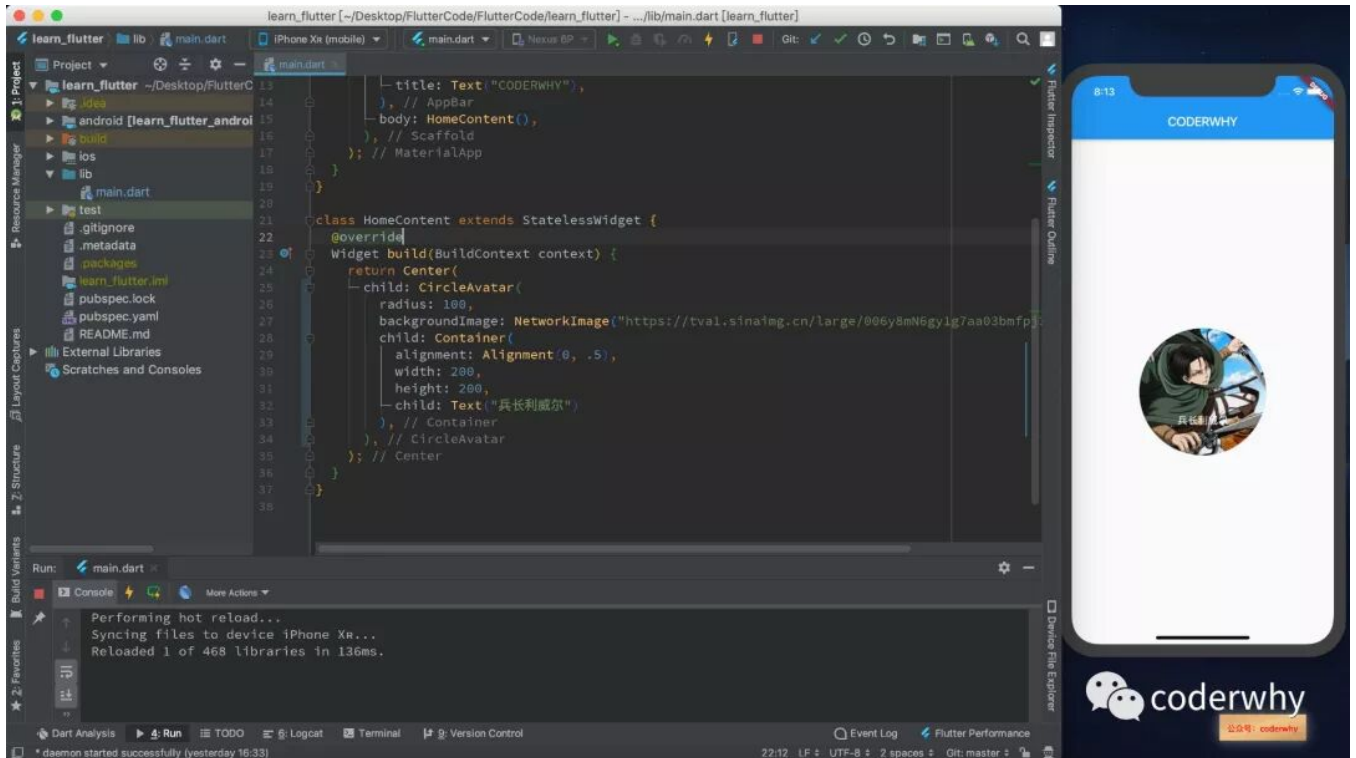 learn_flutter [~/Desktop/FlutterCode/FlutterCode/learn_flutter] - .../lib/main.dart [learn_flutter]
learn_flutter lib main.dart iPhone Xʀ (mobile) main.dart Nexus 6P Git:
1: Project
Resource Manager
Layout Captures
Z: Structure
Build Variants
2: Favorites
Project
learn_flutter ~/Desktop/FlutterC
.idea
android [learn_flutter_androi
build
ios
lib
main.dart
test
.gitignore
.metadata
.packages
learn_flutter.iml
pubspec.lock
pubspec.yaml
README.md
External Libraries
Scratches and Consoles
main.dart
13 title: Text("CODERWHY"),
14 ), // AppBar
15 body: HomeContent(),
16 ), // Scaffold
17 ); // MaterialApp
18 }
19 }
20
21 class HomeContent extends StatelessWidget {
22 @override
23 Widget build(BuildContext context) {
24 return Center(
25 child: CircleAvatar(
26 radius: 100,
27 backgroundImage: NetworkImage("https://tva1.sinaimg.cn/large/006y8mN6gy1g7aa03bmfpj
28 child: Container(
29 alignment: Alignment(0, .5),
30 width: 200,
31 height: 200,
32 child: Text("兵长利威尔")
33 ), // Container
34 ), // CircleAvatar
35 ); // Center
36 }
37 }
38
Flutter Inspector
Flutter Outline
Device File Explorer
Run: main.dart
Console More Actions
Performing hot reload...
Syncing files to device iPhone Xʀ...
Reloaded 1 of 468 libraries in 136ms.
Dart Analysis 4: Run TODO 6: Logcat Terminal 9: Version Control Event Log Flutter Performance
* daemon started successfully (yesterday 16:33) 22:12 LF UTF-8 2 spaces Git: master
8:13
CODERWHY
兵长利威尔
coderwhy
公众号: coderwhy